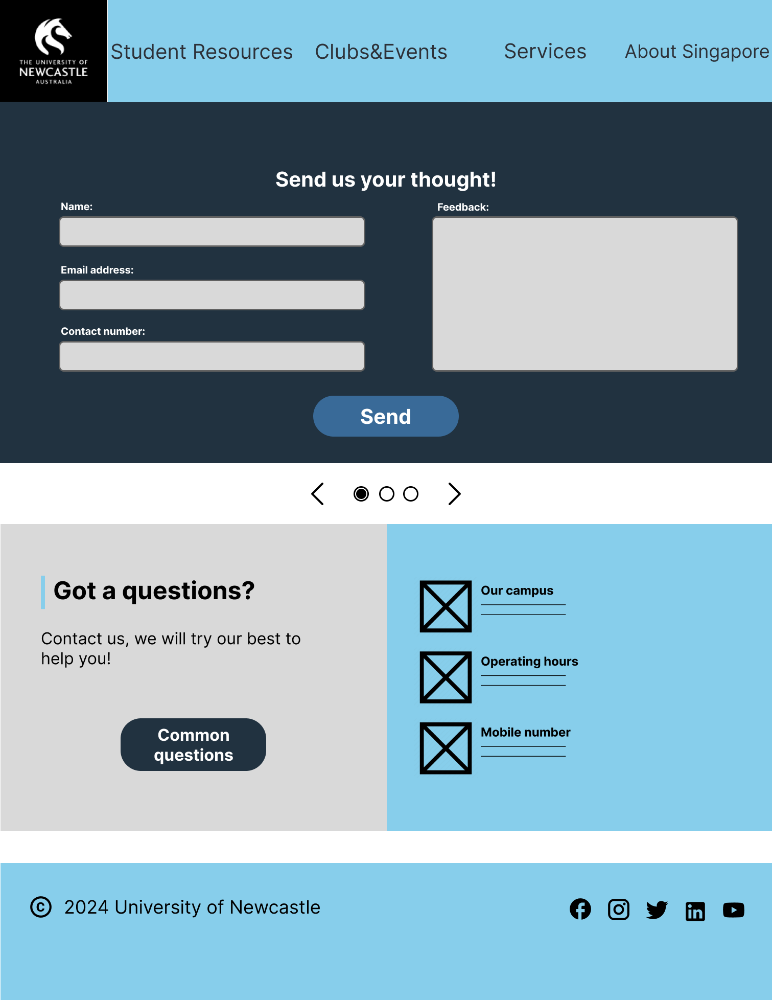 THE UNIVERSITY OF
NEWCASTLE
AUSTRALIA
Student Resources
Clubs&Events
Services
About Singapore
Send us your thought!
Name:
Feedback:
Email address:
Contact number:
Send
Got a questions?
Contact us, we will try our best to
help you!
Common
questions
Our campus
Operating hours
Mobile number
© 2024 University of Newcastle